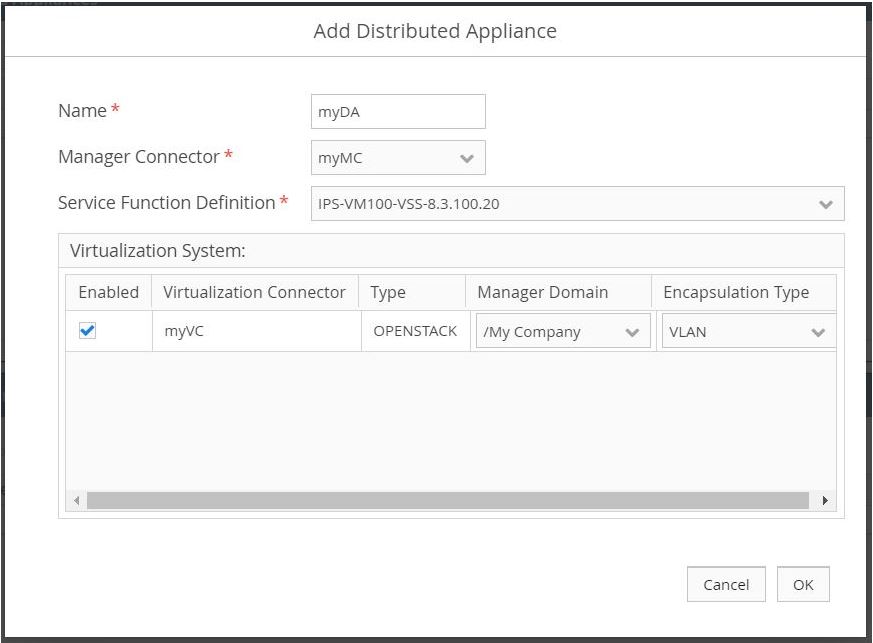 Add Distributed Appliance
Name *
myDA
Manager Connector *
myMC
Service Function Definition *
IPS-VM100-VSS-8.3.100.20
Virtualization System:
Enabled Virtualization Connector Type Manager Domain Encapsulation Type
myVC OPENSTACK /My Company VLAN
Cancel OK